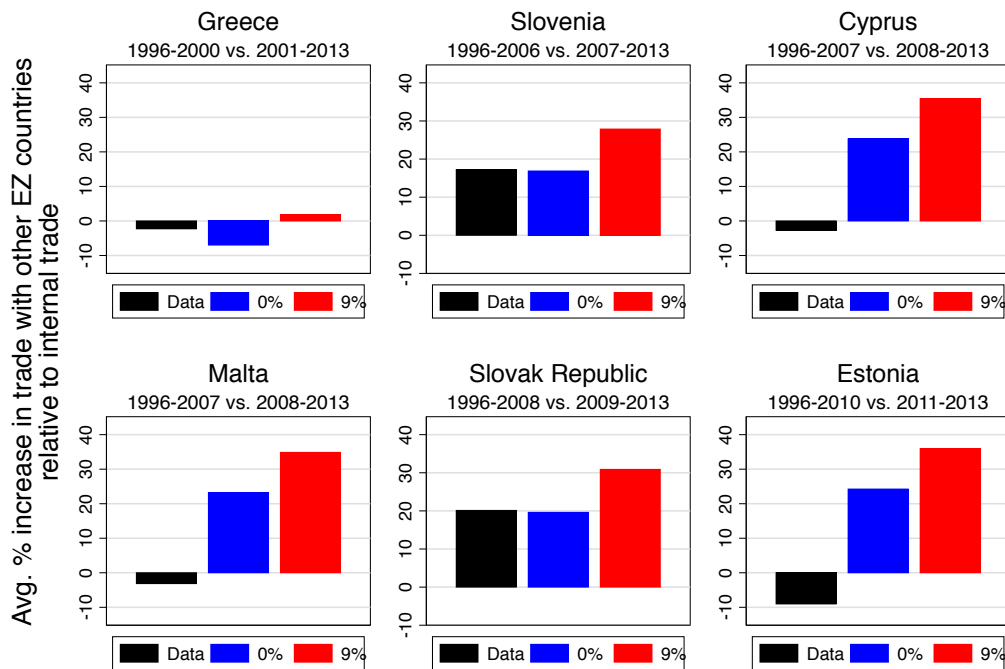 Avg. % increase in trade with other EZ countries
relative to internal trade
Greece
1996-2000 vs. 2001-2013
40
30
20
10
0
-10
Data 0% 9%
Slovenia
1996-2006 vs. 2007-2013
40
30
20
10
0
-10
Data 0% 9%
Cyprus
1996-2007 vs. 2008-2013
40
30
20
10
0
-10
Data 0% 9%
Malta
1996-2007 vs. 2008-2013
40
30
20
10
0
-10
Data 0% 9%
Slovak Republic
1996-2008 vs. 2009-2013
40
30
20
10
0
-10
Data 0% 9%
Estonia
1996-2010 vs. 2011-2013
40
30
20
10
0
-10
Data 0% 9%